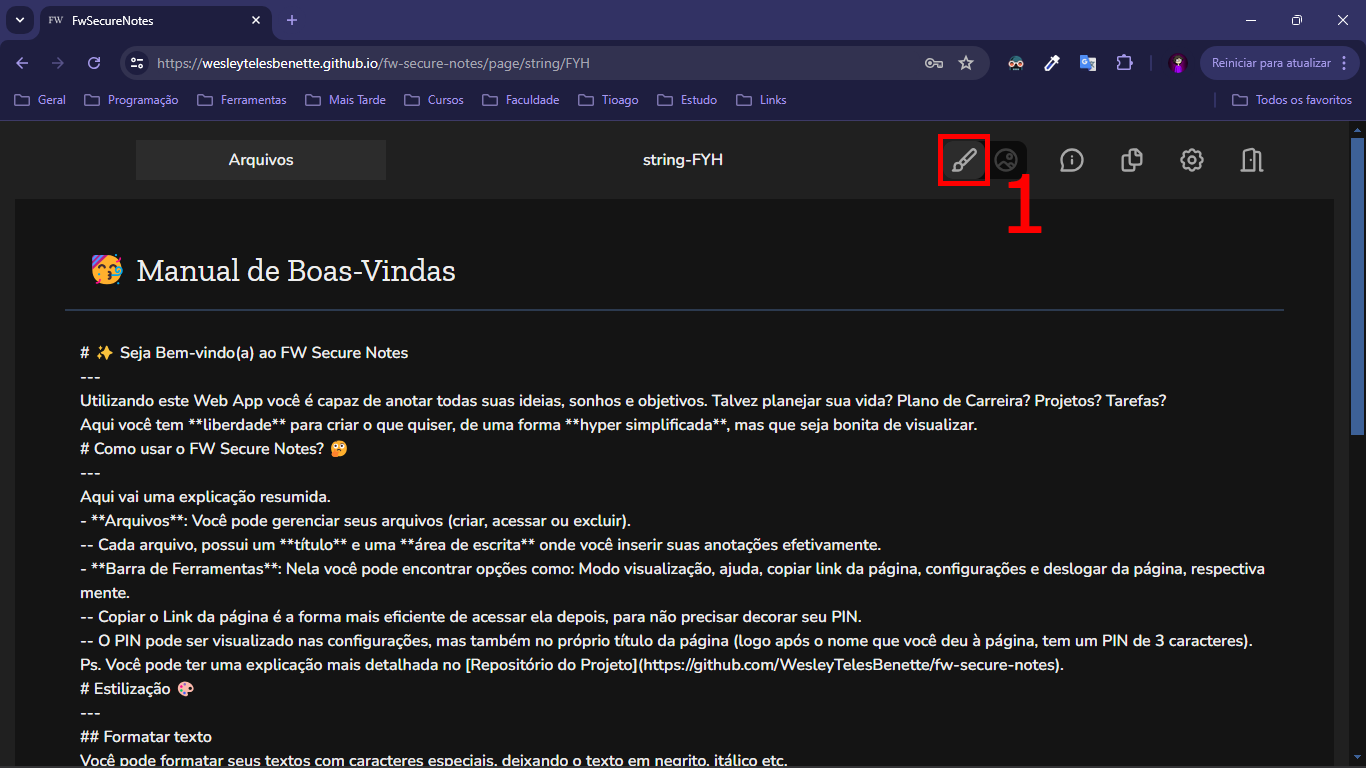 FW FwSecureNotes
https://wesleytelesbenette.github.io/fw-secure-notes/page/string/FYH
Reiniciar para atualizar
Geral Programação Ferramentas Mais Tarde Cursos Faculdade Tioago Estudo Links Todos os favoritos
Arquivos string-FYH
1
🥳 Manual de Boas-Vindas
# ✨ Seja Bem-vindo(a) ao FW Secure Notes
---
Utilizando este Web App você é capaz de anotar todas suas ideias, sonhos e objetivos. Talvez planejar sua vida? Plano de Carreira? Projetos? Tarefas?
Aqui você tem **liberdade** para criar o que quiser, de uma forma **hyper simplificada**, mas que seja bonita de visualizar.
# Como usar o FW Secure Notes? 🤔
---
Aqui vai uma explicação resumida.
- **Arquivos**: Você pode gerenciar seus arquivos (criar, acessar ou excluir).
-- Cada arquivo, possui um **título** e uma **área de escrita** onde você inserir suas anotações efetivamente.
- **Barra de Ferramentas**: Nela você pode encontrar opções como: Modo visualização, ajuda, copiar link da página, configurações e deslogar da página, respectiva
mente.
-- Copiar o Link da página é a forma mais eficiente de acessar ela depois, para não precisar decorar seu PIN.
-- O PIN pode ser visualizado nas configurações, mas também no próprio título da página (logo após o nome que você deu à página, tem um PIN de 3 caracteres).
Ps. Você pode ter uma explicação mais detalhada no [Repositório do Projeto](https://github.com/WesleyTelesBenette/fw-secure-notes).
# Estilização 🎨
---
## Formatar texto
Você pode formatar seus textos com caracteres especiais, deixando o texto em negrito, itálico etc.